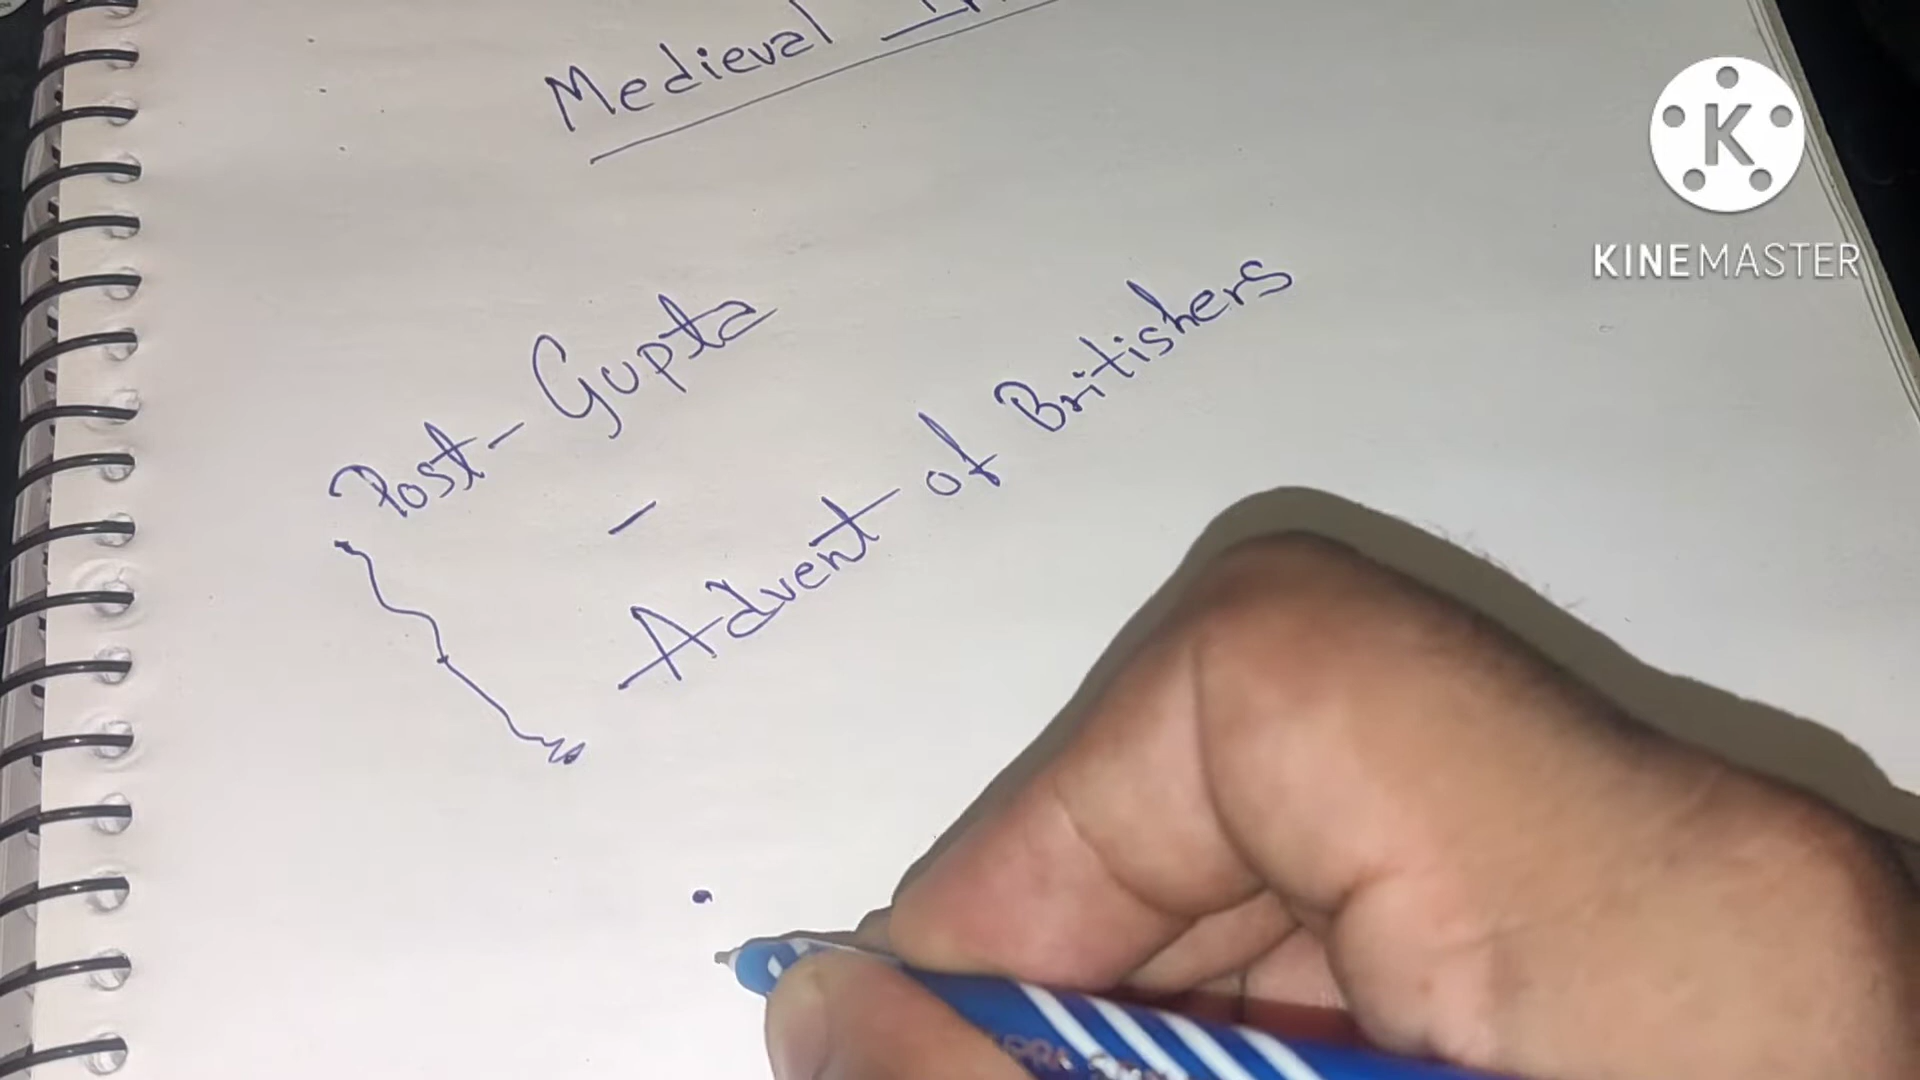 Medieval
Post-Gupta
-
Advent of Britishers
K
KINEMASTER